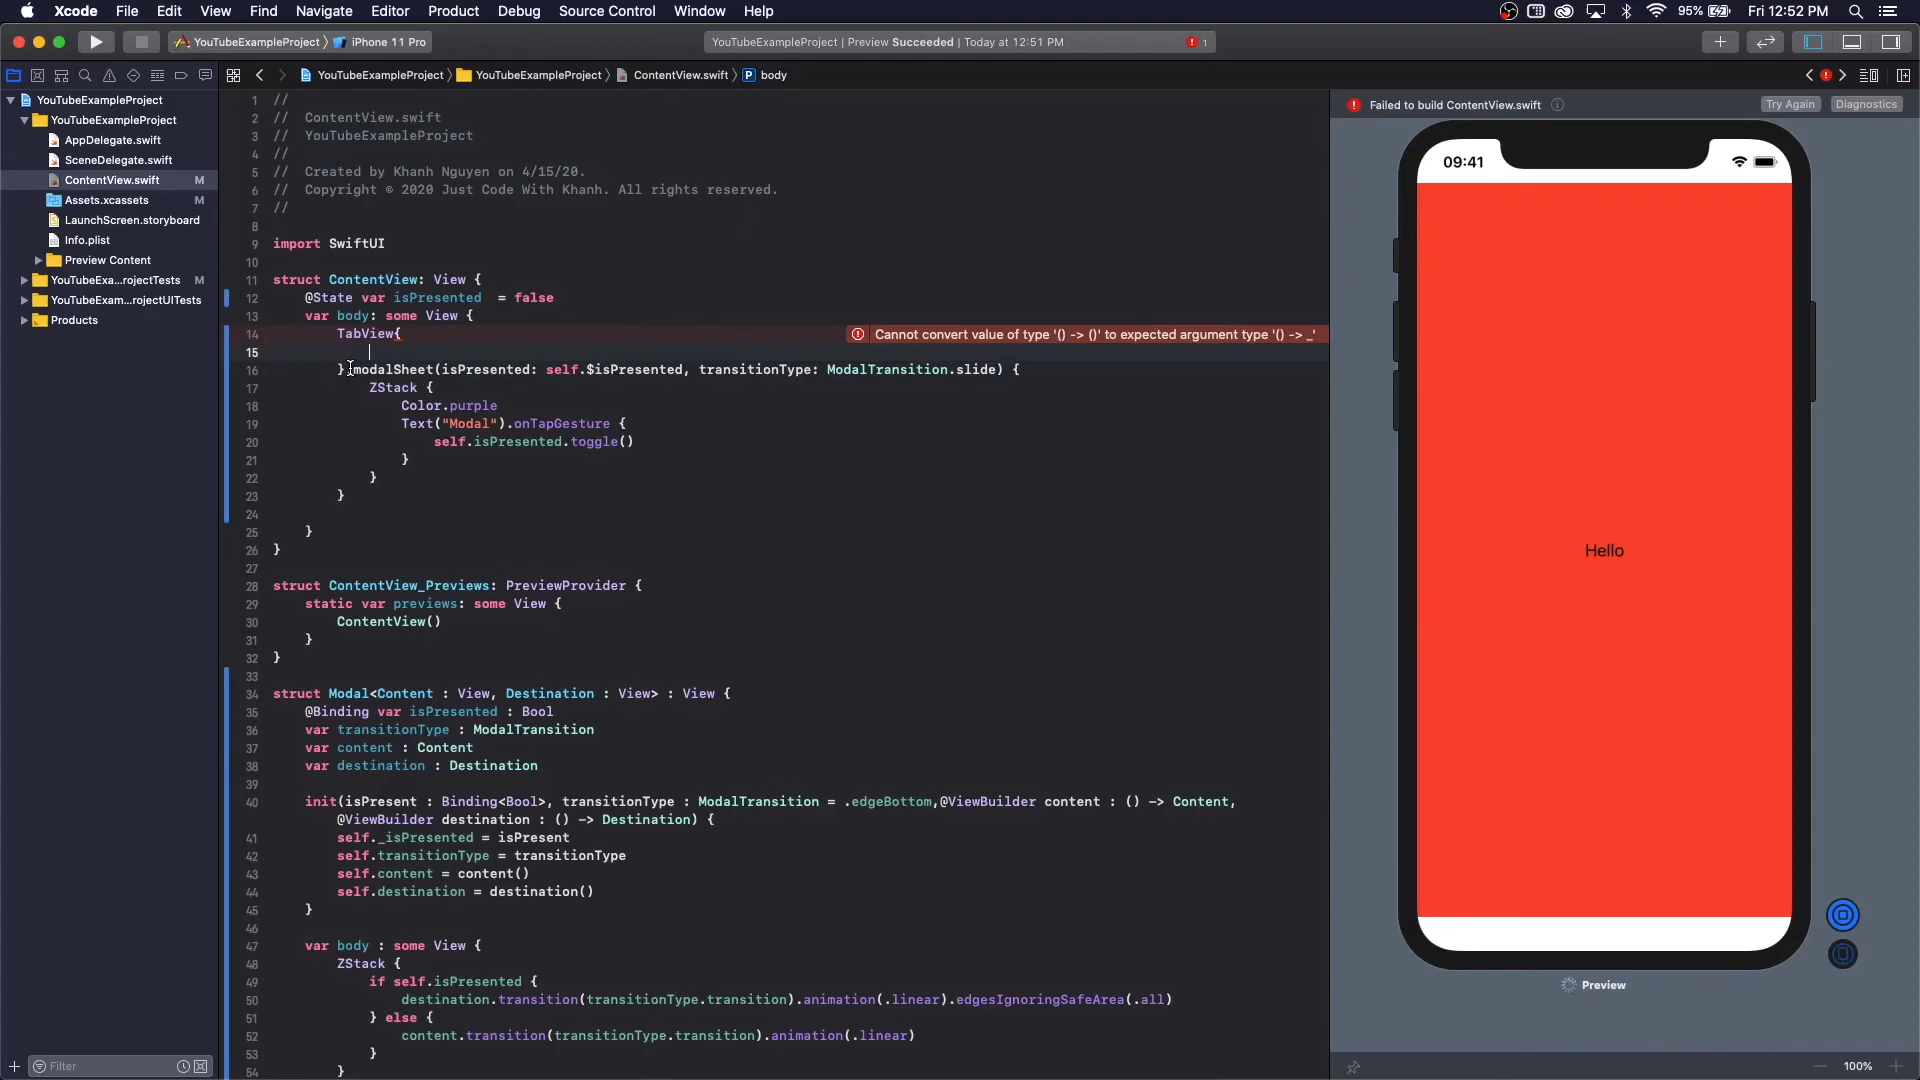 Xcode File Edit View Find Navigate Editor Product Debug Source Control Window Help 95% Fri 12:52 PM
YouTubeExampleProject 〉 iPhone 11 Pro
YouTubeExampleProject | Preview Succeeded | Today at 12:51 PM 1
YouTubeExampleProject 〉 YouTubeExampleProject 〉 ContentView.swift 〉 P body
YouTubeExampleProject
YouTubeExampleProject
AppDelegate.swift
SceneDelegate.swift
ContentView.swift M
Assets.xcassets M
LaunchScreen.storyboard
Info.plist
Preview Content
YouTubeExa...rojectTests M
YouTubeExam...rojectUITests
Products
Filter
1 //
2 // ContentView.swift
3 // YouTubeExampleProject
4 //
5 // Created by Khanh Nguyen on 4/15/20.
6 // Copyright © 2020 Just Code With Khanh. All rights reserved.
7 //
8
9 import SwiftUI
10
11 struct ContentView: View {
12 @State var isPresented  = false
13 var body: some View {
14 TabView{ Cannot convert value of type '() -> ()' to expected argument type '() -> _'
15
16 }.modalSheet(isPresented: self.$isPresented, transitionType: ModalTransition.slide) {
17 ZStack {
18 Color.purple
19 Text("Modal").onTapGesture {
20 self.isPresented.toggle()
21 }
22 }
23 }
24
25 }
26 }
27
28 struct ContentView_Previews: PreviewProvider {
29 static var previews: some View {
30 ContentView()
31 }
32 }
33
34 struct Modal<Content : View, Destination : View> : View {
35 @Binding var isPresented : Bool
36 var transitionType : ModalTransition
37 var content : Content
38 var destination : Destination
39
40 init(isPresent : Binding<Bool>, transitionType : ModalTransition = .edgeBottom,@ViewBuilder content : () -> Content,
@ViewBuilder destination : () -> Destination) {
41 self._isPresented = isPresent
42 self.transitionType = transitionType
43 self.content = content()
44 self.destination = destination()
45 }
46
47 var body : some View {
48 ZStack {
49 if self.isPresented {
50 destination.transition(transitionType.transition).animation(.linear).edgesIgnoringSafeArea(.all)
51 } else {
52 content.transition(transitionType.transition).animation(.linear)
53 }
54 }
Failed to build ContentView.swift Try Again Diagnostics
09:41
Hello
Preview
100%